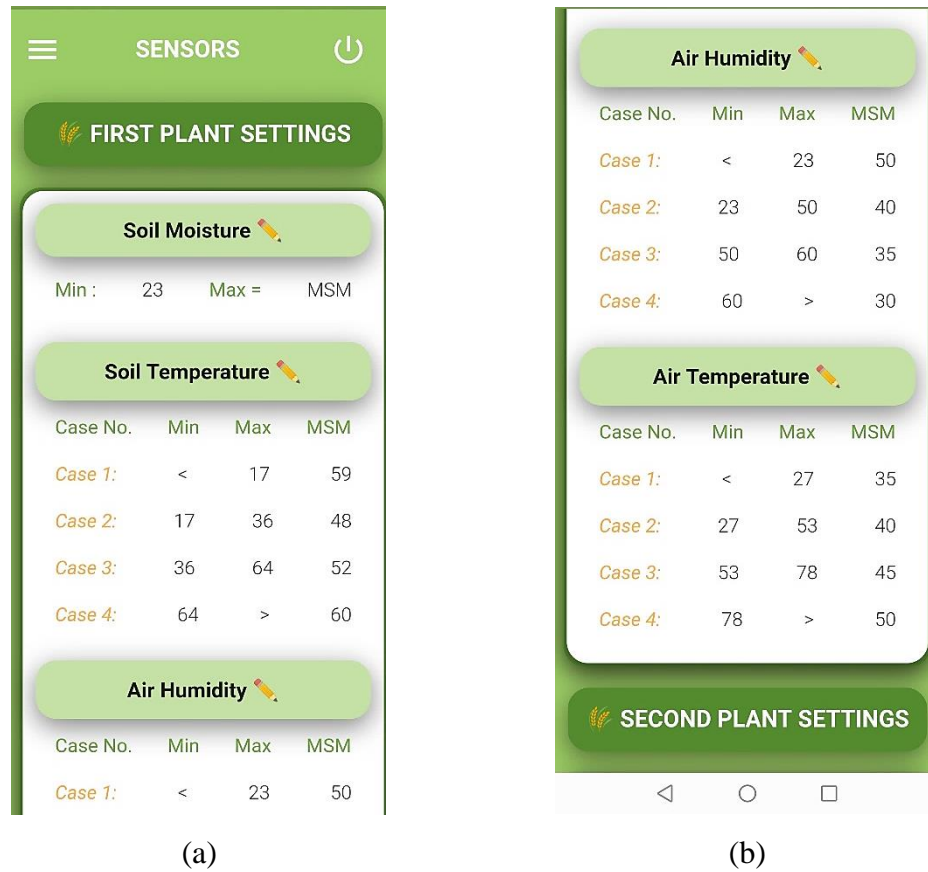 SENSORS
🌾 FIRST PLANT SETTINGS
Soil Moisture ✏️
Min : 23 Max = MSM
Soil Temperature ✏️
Case No. Min Max MSM
Case 1: < 17 59
Case 2: 17 36 48
Case 3: 36 64 52
Case 4: 64 > 60
Air Humidity ✏️
Case No. Min Max MSM
Case 1: < 23 50
(a)
Air Humidity ✏️
Case No. Min Max MSM
Case 1: < 23 50
Case 2: 23 50 40
Case 3: 50 60 35
Case 4: 60 > 30
Air Temperature ✏️
Case No. Min Max MSM
Case 1: < 27 35
Case 2: 27 53 40
Case 3: 53 78 45
Case 4: 78 > 50
🌾 SECOND PLANT SETTINGS
(b)